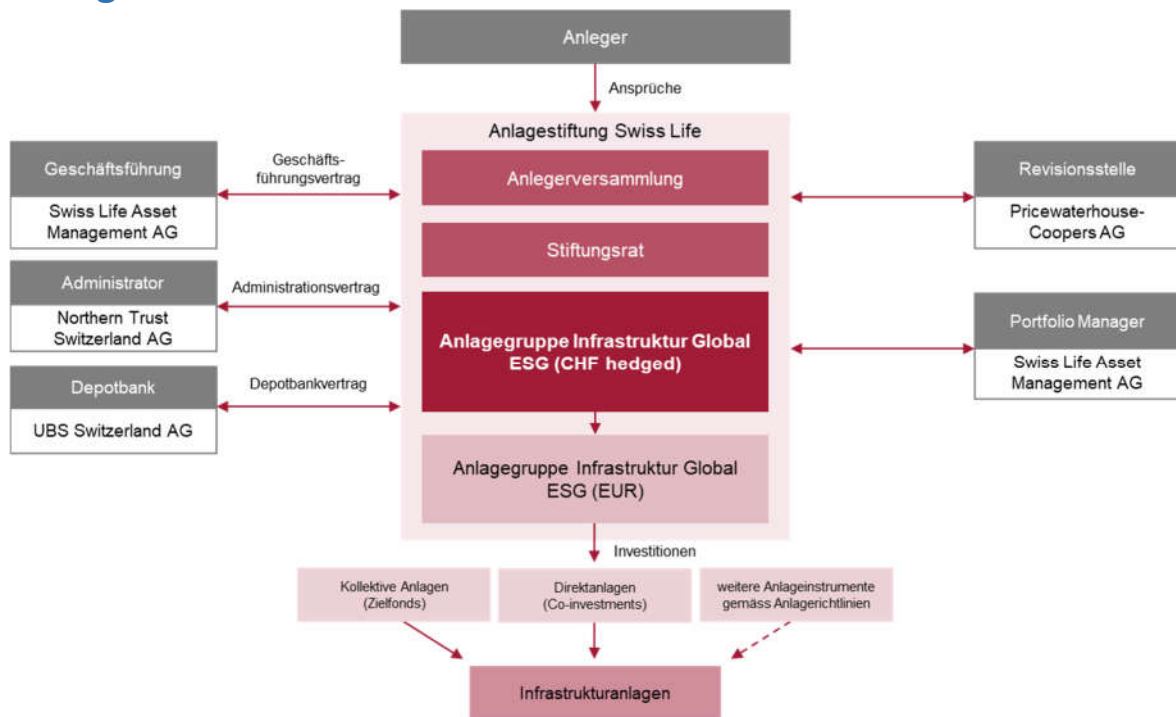 Anleger
Ansprüche
Anlagestiftung Swiss Life
Geschäftsführung
Swiss Life Asset
Management AG
Geschäfts-
führungsvertrag
Anlegerversammlung
Revisionsstelle
Pricewaterhouse-
Coopers AG
Stiftungsrat
Administrator
Northern Trust
Switzerland AG
Administrationsvertrag
Anlagegruppe Infrastruktur Global
ESG (CHF hedged)
Portfolio Manager
Swiss Life Asset
Management AG
Depotbank
UBS Switzerland AG
Depotbankvertrag
Anlagegruppe Infrastruktur Global
ESG (EUR)
Investitionen
Kollektive Anlagen
(Zielfonds)
Direktanlagen
(Co-investments)
weitere Anlageinstrumente
gemäss Anlagerichtlinien
Infrastrukturanlagen